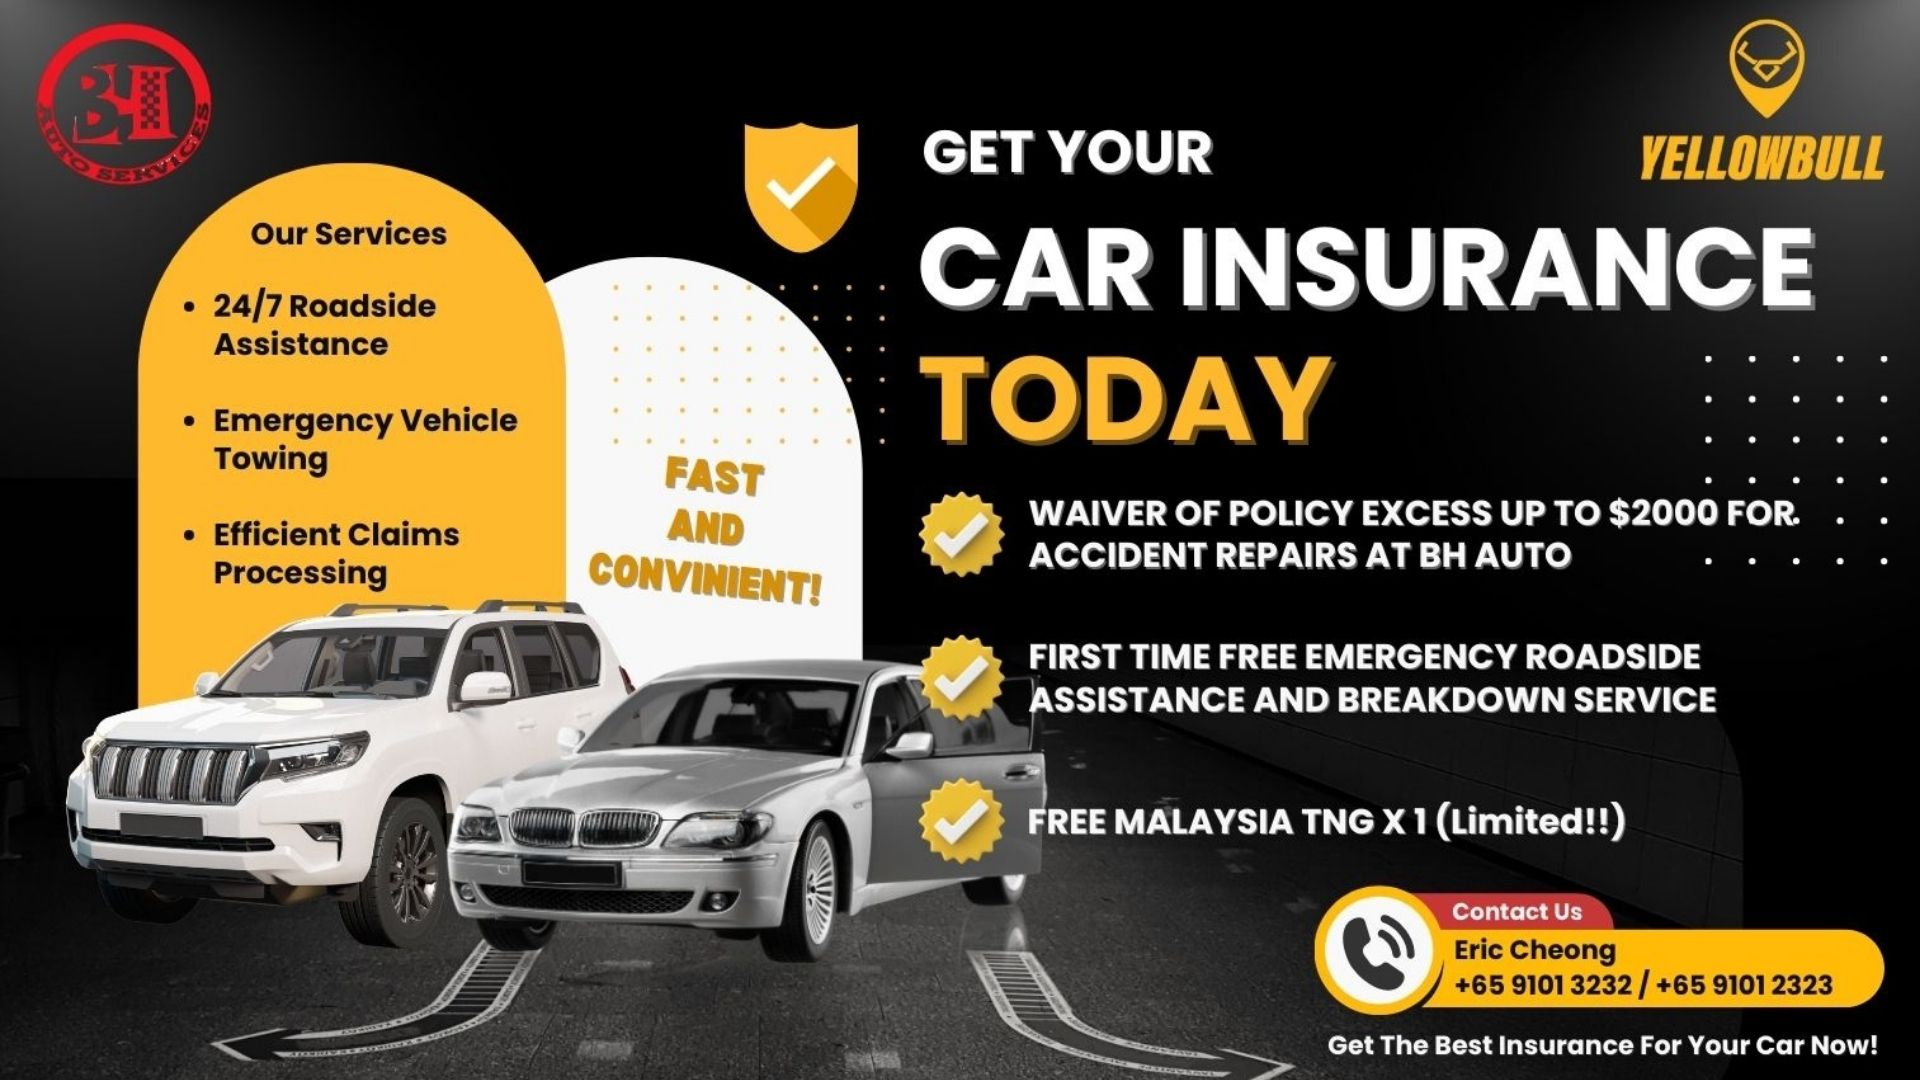 BH
AUTO SERVICES
YELLOWBULL
Our Services
• 24/7 Roadside
Assistance
• Emergency Vehicle
Towing
• Efficient Claims
Processing
FAST
AND
CONVINIENT!
GET YOUR
CAR INSURANCE
TODAY
WAIVER OF POLICY EXCESS UP TO $2000 FOR
ACCIDENT REPAIRS AT BH AUTO
FIRST TIME FREE EMERGENCY ROADSIDE
ASSISTANCE AND BREAKDOWN SERVICE
FREE MALAYSIA TNG X 1 (Limited!!)
Contact Us
Eric Cheong
+65 9101 3232 / +65 9101 2323
Get The Best Insurance For Your Car Now!